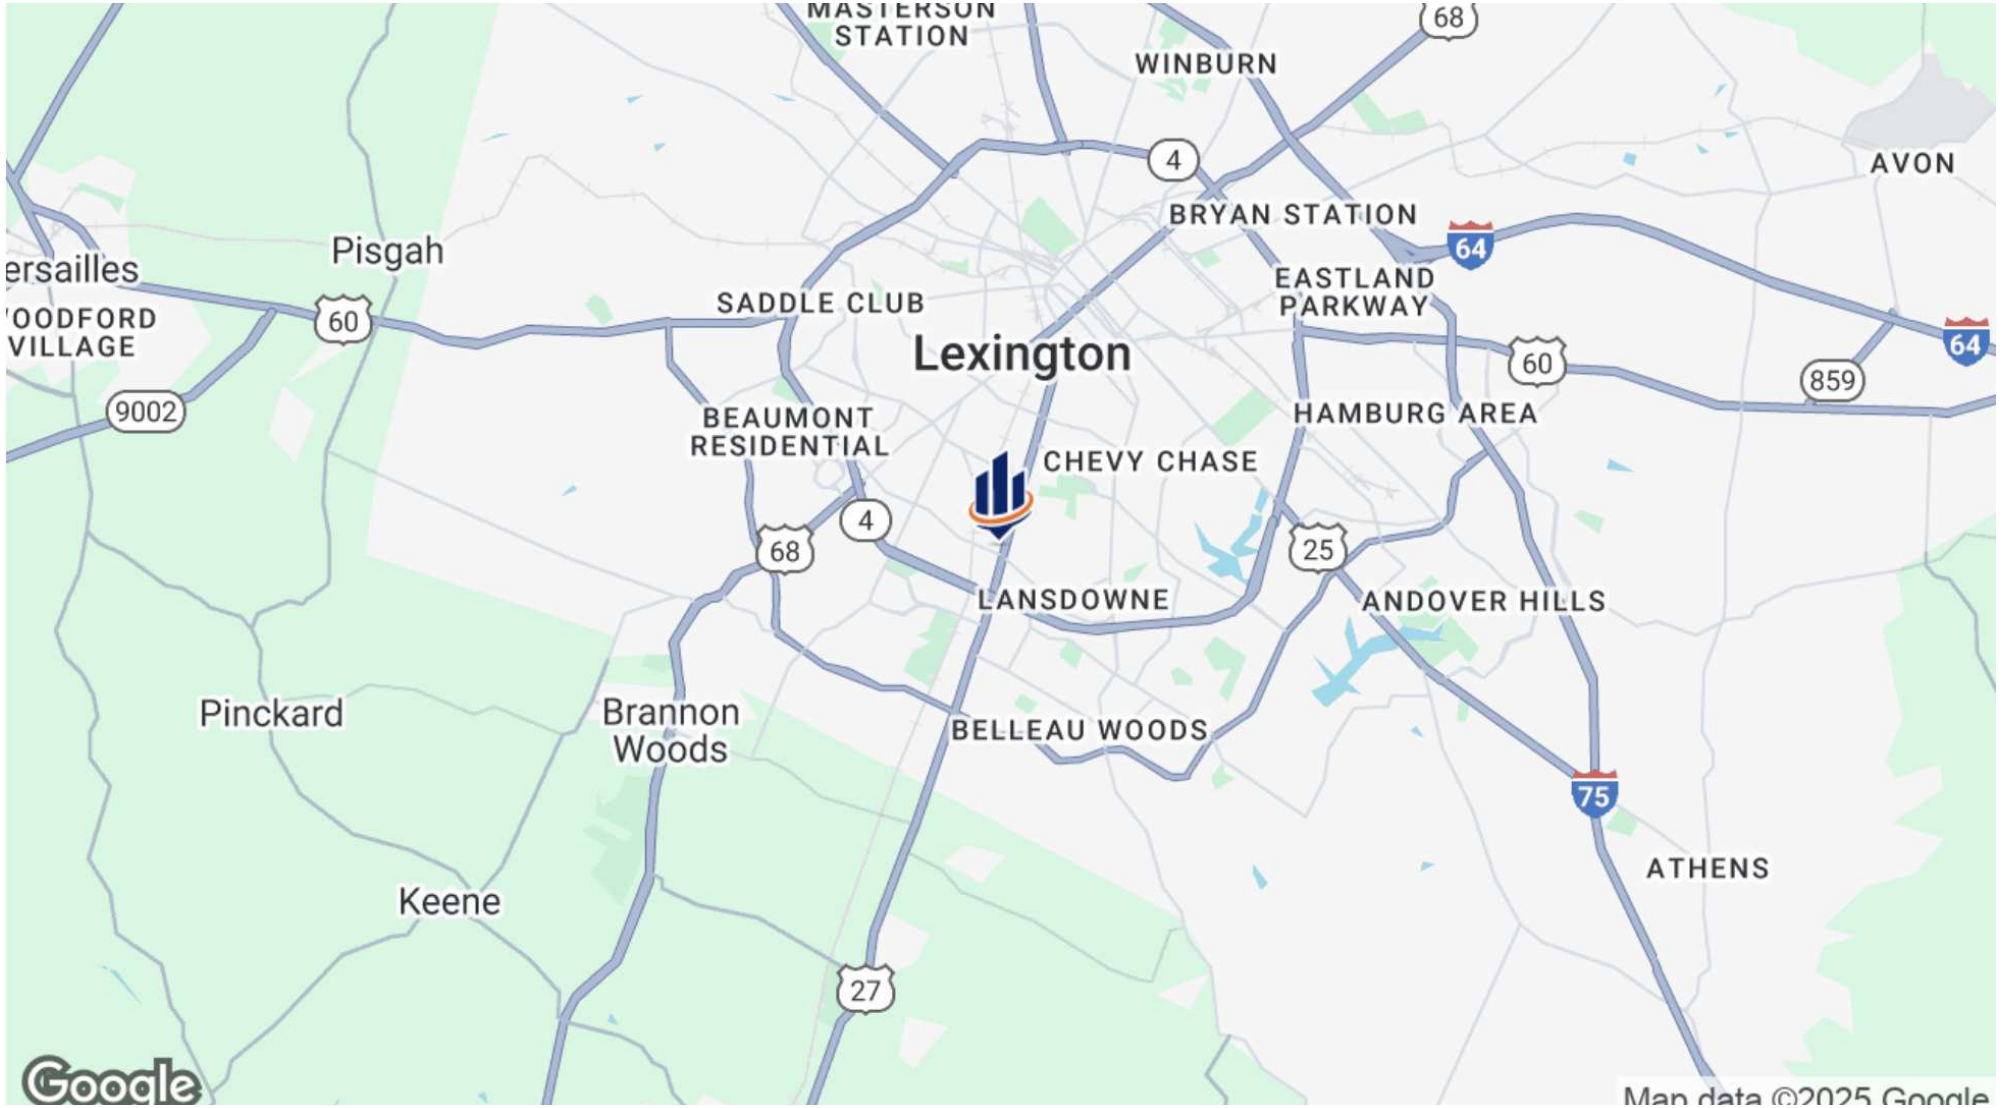 MASTERSON
STATION
68
WINBURN
4
AVON
BRYAN STATION
64
Pisgah
ersailles
EASTLAND
PARKWAY
SADDLE CLUB
60
OODFORD
VILLAGE
64
Lexington
60
859
9002
HAMBURG AREA
BEAUMONT
RESIDENTIAL
CHEVY CHASE
4
68
25
LANSDOWNE
ANDOVER HILLS
Pinckard
Brannon
Woods
BELLEAU WOODS
75
ATHENS
Keene
27
Google
Map data ©2025 Google